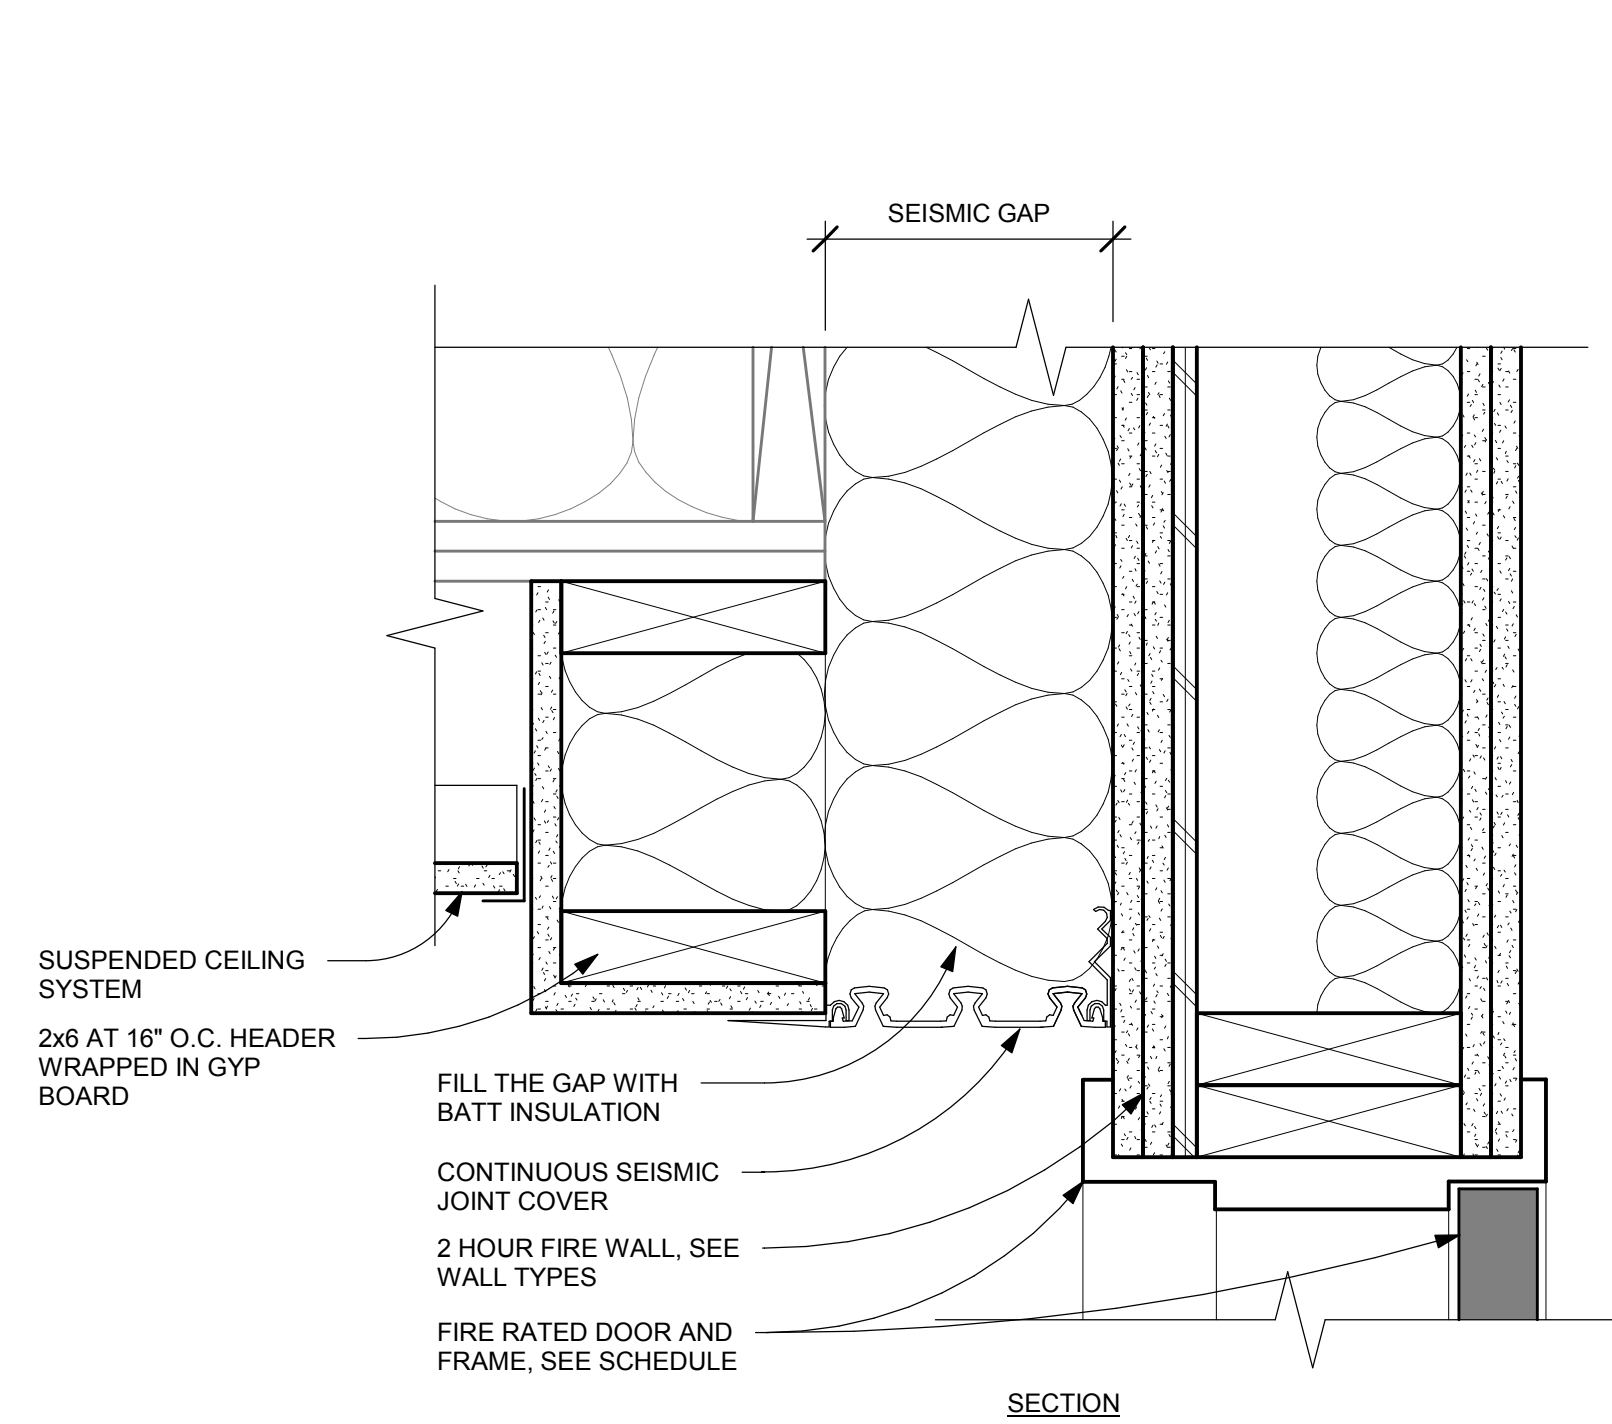 SEISMIC GAP
SUSPENDED CEILING
SYSTEM
2x6 AT 16" O.C. HEADER
WRAPPED IN GYP
BOARD
FILL THE GAP WITH
BATT INSULATION
CONTINUOUS SEISMIC
JOINT COVER
2 HOUR FIRE WALL, SEE
WALL TYPES
FIRE RATED DOOR AND
FRAME, SEE SCHEDULE
SECTION